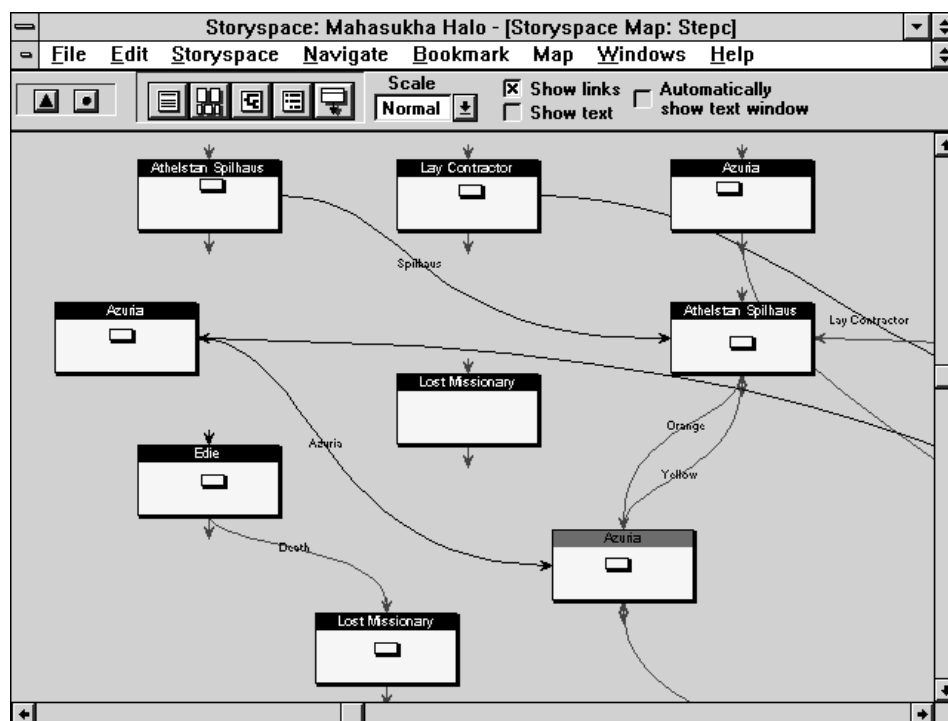 Storyspace: Mahasukha Halo - [Storyspace Map: Stepc]
File Edit Storyspace Navigate Bookmark Map Windows Help
Scale
Normal
Show links
Show text
Automatically
show text window
Athelstan Spilhaus
Lay Contractor
Azuria
Spilhaus
Azuria
Athelstan Spilhaus
Lay Contractor
Lost Missionary
Orange
Azuria
Edie
Yellow
Azuria
Death
Lost Missionary